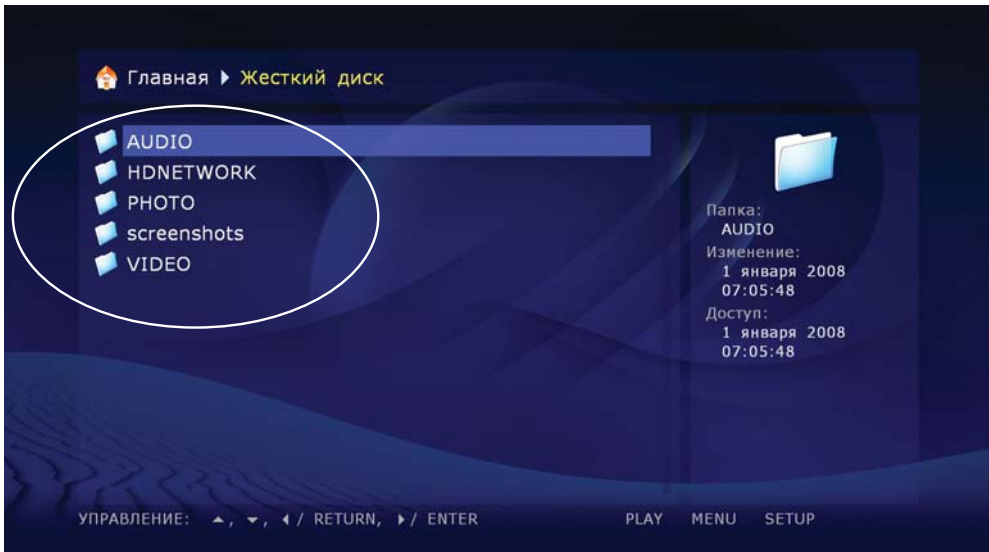 Главная ▶ Жесткий диск
AUDIO
HDNETWORK
PHOTO
screenshots
VIDEO
Папка:
AUDIO
Изменение:
1 января 2008
07:05:48
Доступ:
1 января 2008
07:05:48
УПРАВЛЕНИЕ: ▲, ▼, ◀/ RETURN, ▶/ ENTER PLAY MENU SETUP